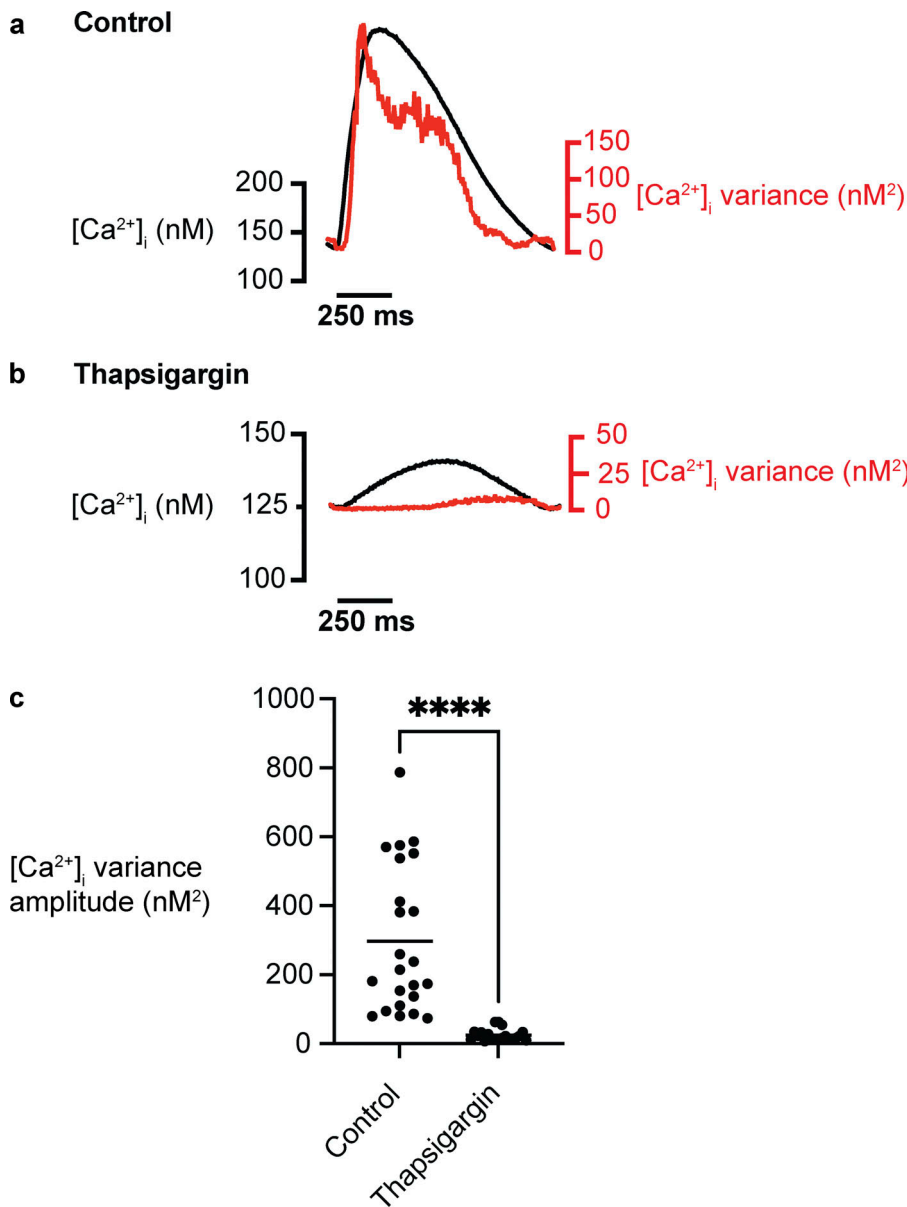 a Control
200
150
100
[Ca²⁺]ᵢ (nM)
150
100
50
0
[Ca²⁺]ᵢ variance (nM²)
250 ms
b Thapsigargin
150
125
100
[Ca²⁺]ᵢ (nM)
50
25
0
[Ca²⁺]ᵢ variance (nM²)
250 ms
c
1000
800
600
400
200
0
****
[Ca²⁺]ᵢ variance
amplitude (nM²)
Control
Thapsigargin